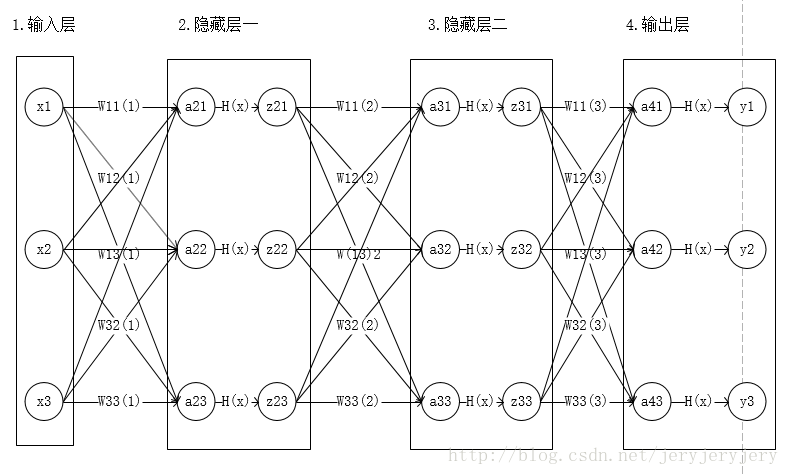 1.输入层 2.隐藏层一 3.隐藏层二 4.输出层
x1 W11(1) a21 H(x) z21 W11(2) a31 H(x) z31 W11(3) a41 H(x) y1
W12(1) W12(2) W12(3)
x2 W13(1) a22 H(x) z22 W(13)2 a32 H(x) z32 W13(3) a42 H(x) y2
W32(1) W32(2) W32(3)
x3 W33(1) a23 H(x) z23 W33(2) a33 H(x) z33 W33(3) a43 H(x) y3
http://blog.csdn.net/jeryjeryjery